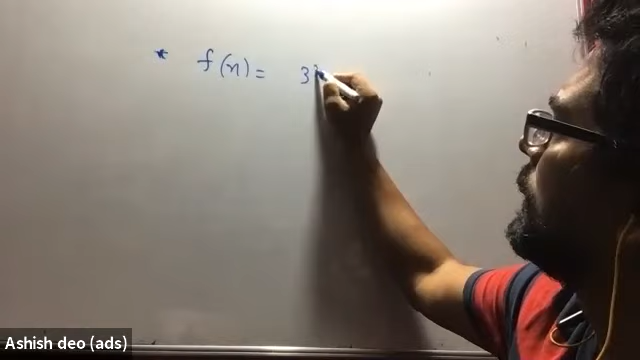 * f(x) = 3
Ashish deo (ads)